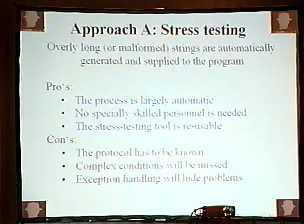 Approach A: Stress testing
Overly long (or malformed) strings are automatically
generated and supplied to the program
Pro's:
• The process is largely automatic
• No specially skilled personnel is needed
• The stress-testing tool is re-usable
Con's:
• The protocol has to be known
• Complex conditions will be missed
• Exception handling will hide problems